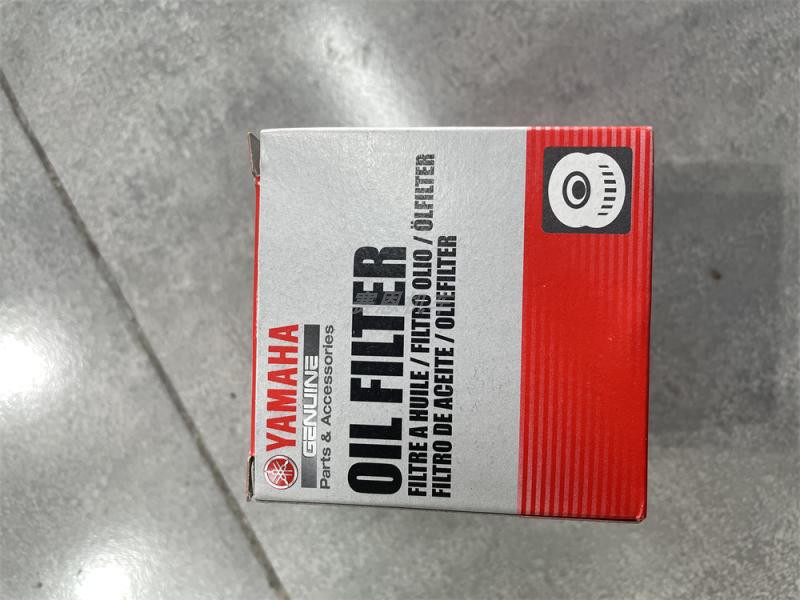 YAMAHA
GENUINE
Parts & Accessories
OIL FILTER
FILTRE A HUILE / FILTRO OLIO / ÖLFILTER
FILTRO DE ACEITE / OLIEFILTER